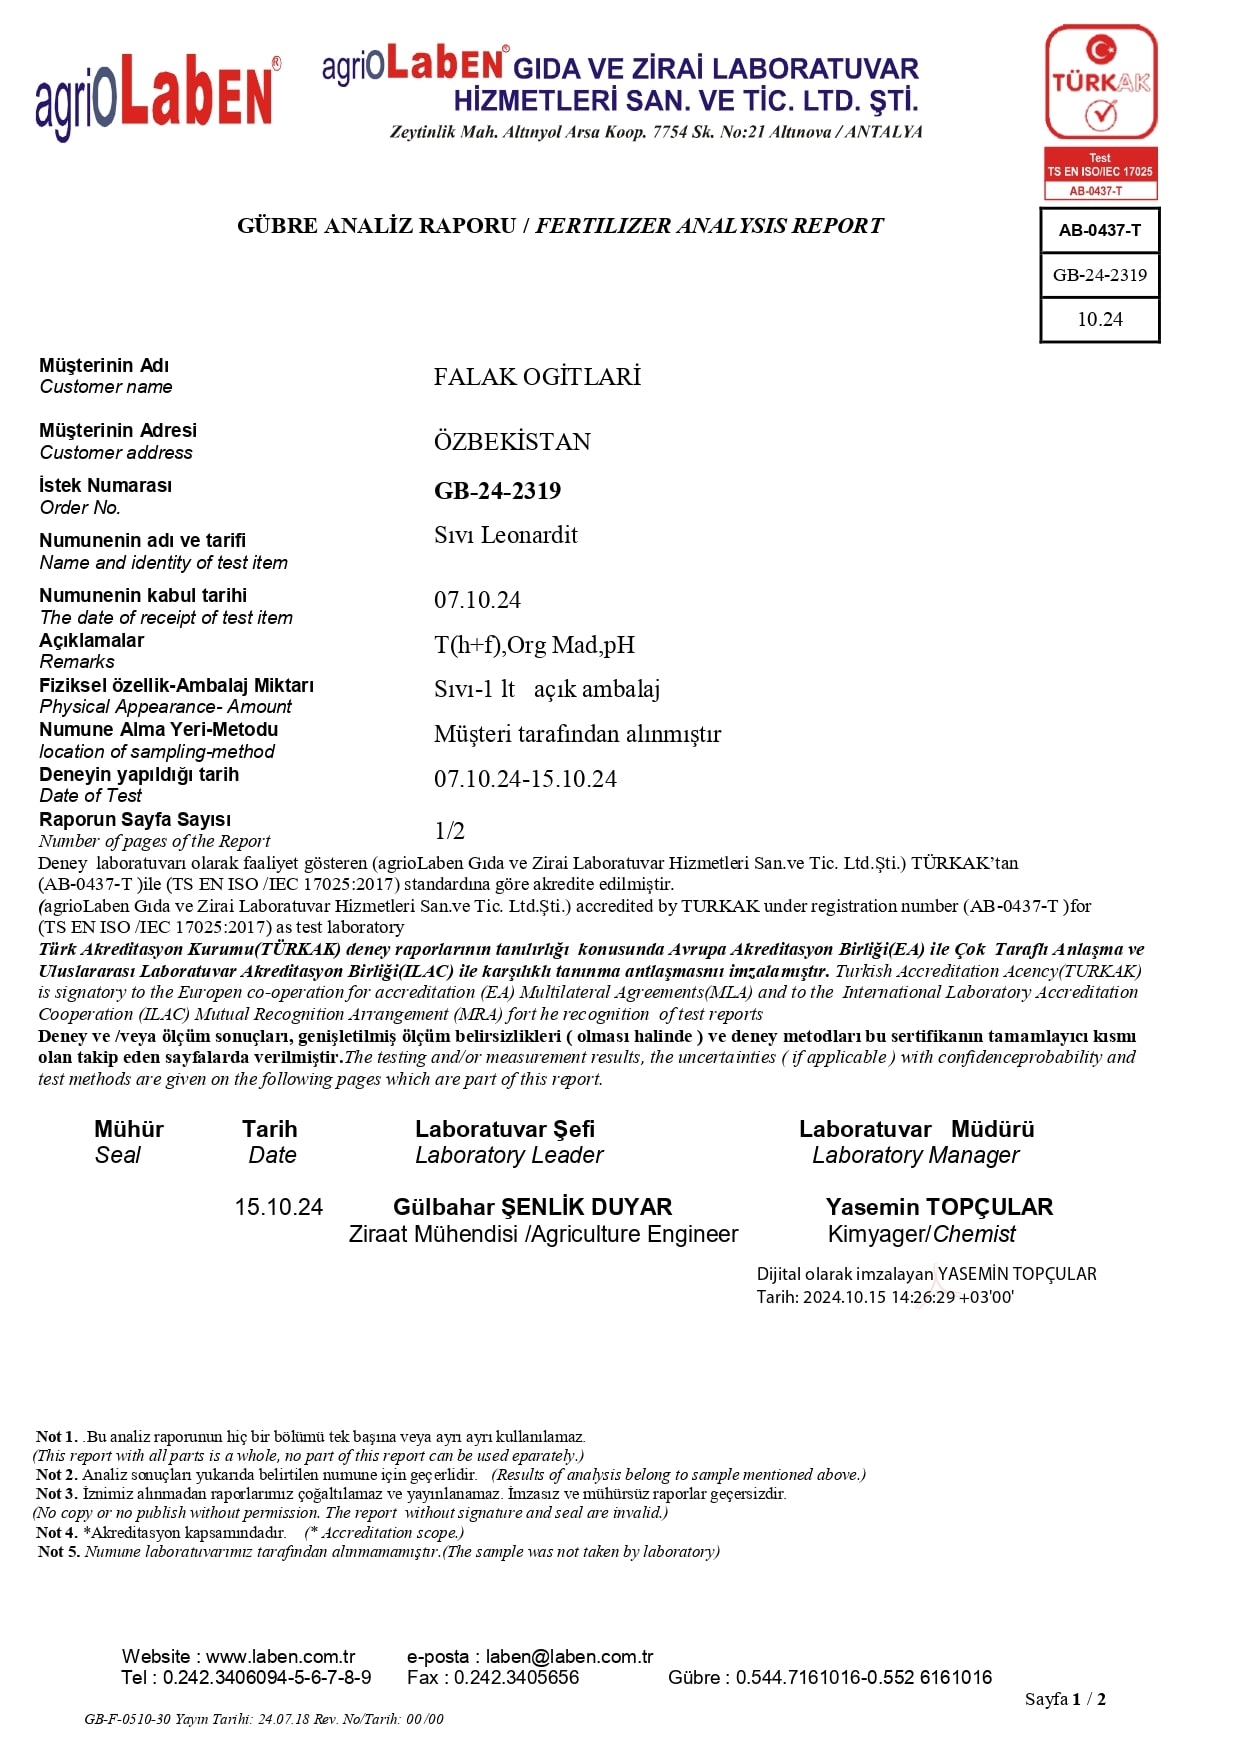 agriOLabEN®
agriOLabEN® GIDA VE ZİRAİ LABORATUVAR
HİZMETLERİ SAN. VE TİC. LTD. ŞTİ.
Zeytinlik Mah. Altınyol Arsa Koop. 7754 Sk. No:21 Altınova / ANTALYA
TÜRKAK
Test
TS EN ISO/IEC 17025
AB-0437-T
GÜBRE ANALİZ RAPORU / FERTILIZER ANALYSIS REPORT
AB-0437-T
GB-24-2319
10.24
Müşterinin Adı
Customer name
FALAK OGİTLARİ
Müşterinin Adresi
Customer address
ÖZBEKİSTAN
İstek Numarası
Order No.
GB-24-2319
Numunenin adı ve tarifi
Name and identity of test item
Sıvı Leonardit
Numunenin kabul tarihi
The date of receipt of test item
07.10.24
Açıklamalar
Remarks
T(h+f),Org Mad,pH
Fiziksel özellik-Ambalaj Miktarı
Physical Appearance- Amount
Sıvı-1 lt açık ambalaj
Numune Alma Yeri-Metodu
location of sampling-method
Müşteri tarafından alınmıştır
Deneyin yapıldığı tarih
Date of Test
07.10.24-15.10.24
Raporun Sayfa Sayısı
Number of pages of the Report
1/2
Deney laboratuvarı olarak faaliyet gösteren (agrioLaben Gıda ve Zirai Laboratuvar Hizmetleri San.ve Tic. Ltd.Şti.) TÜRKAK’tan
(AB-0437-T )ile (TS EN ISO /IEC 17025:2017) standardına göre akredite edilmiştir.
(agrioLaben Gıda ve Zirai Laboratuvar Hizmetleri San.ve Tic. Ltd.Şti.) accredited by TURKAK under registration number (AB-0437-T )for
(TS EN ISO /IEC 17025:2017) as test laboratory
Türk Akreditasyon Kurumu(TÜRKAK) deney raporlarının tanılırlığı konusunda Avrupa Akreditasyon Birliği(EA) ile Çok Taraflı Anlaşma ve
Uluslararası Laboratuvar Akreditasyon Birliği(ILAC) ile karşılıklı tanınma antlaşmasnıı imzalamıştır. Turkish Accreditation Acency(TURKAK)
is signatory to the Europen co-operation for accreditation (EA) Multilateral Agreements(MLA) and to the International Laboratory Accreditation
Cooperation (ILAC) Mutual Recognition Arrangement (MRA) fort he recognition of test reports
Deney ve /veya ölçüm sonuçları, genişletilmiş ölçüm belirsizlikleri ( olması halinde ) ve deney metodları bu sertifikanın tamamlayıcı kısmı
olan takip eden sayfalarda verilmiştir.The testing and/or measurement results, the uncertainties ( if applicable ) with confidenceprobability and
test methods are given on the following pages which are part of this report.
Mühür Tarih Laboratuvar Şefi Laboratuvar Müdürü
Seal Date Laboratory Leader Laboratory Manager
15.10.24 Gülbahar ŞENLİK DUYAR Yasemin TOPÇULAR
Ziraat Mühendisi /Agriculture Engineer Kimyager/Chemist
Dijital olarak imzalayan YASEMİN TOPÇULAR
Tarih: 2024.10.15 14:26:29 +03'00'
Not 1. .Bu analiz raporunun hiç bir bölümü tek başına veya ayrı ayrı kullanılamaz.
(This report with all parts is a whole, no part of this report can be used eparately.)
Not 2. Analiz sonuçları yukarıda belirtilen numune için geçerlidir. (Results of analysis belong to sample mentioned above.)
Not 3. İznimiz alınmadan raporlarımız çoğaltılamaz ve yayınlanamaz. İmzasız ve mühürsüz raporlar geçersizdir.
(No copy or no publish without permission. The report without signature and seal are invalid.)
Not 4. *Akreditasyon kapsamındadır. (* Accreditation scope.)
Not 5. Numune laboratuvarımız tarafından alınmamamıştır.(The sample was not taken by laboratory)
Website : www.laben.com.tr e-posta : laben@laben.com.tr
Tel : 0.242.3406094-5-6-7-8-9 Fax : 0.242.3405656 Gübre : 0.544.7161016-0.552 6161016
Sayfa 1 / 2
GB-F-0510-30 Yayın Tarihi: 24.07.18 Rev. No/Tarih: 00/00